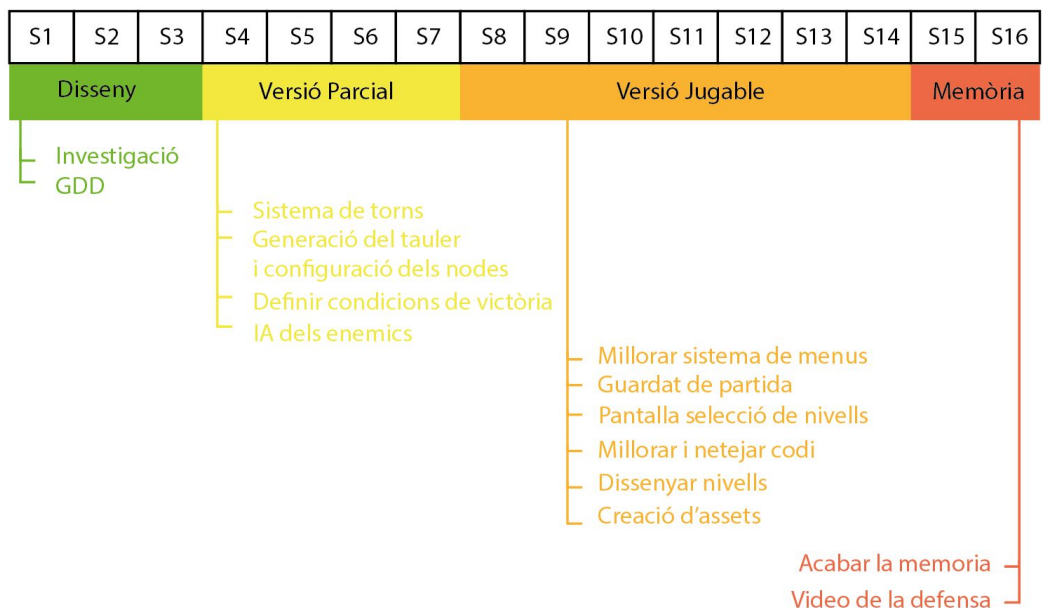 S1 S2 S3 S4 S5 S6 S7 S8 S9 S10 S11 S12 S13 S14 S15 S16
Disseny Versió Parcial Versió Jugable Memòria
Investigació
GDD
Sistema de torns
Generació del tauler
i configuració dels nodes
Definir condicions de victòria
IA dels enemics
Millorar sistema de menus
Guardat de partida
Pantalla selecció de nivells
Millorar i netejar codi
Dissenyar nivells
Creació d'assets
Acabar la memoria
Video de la defensa